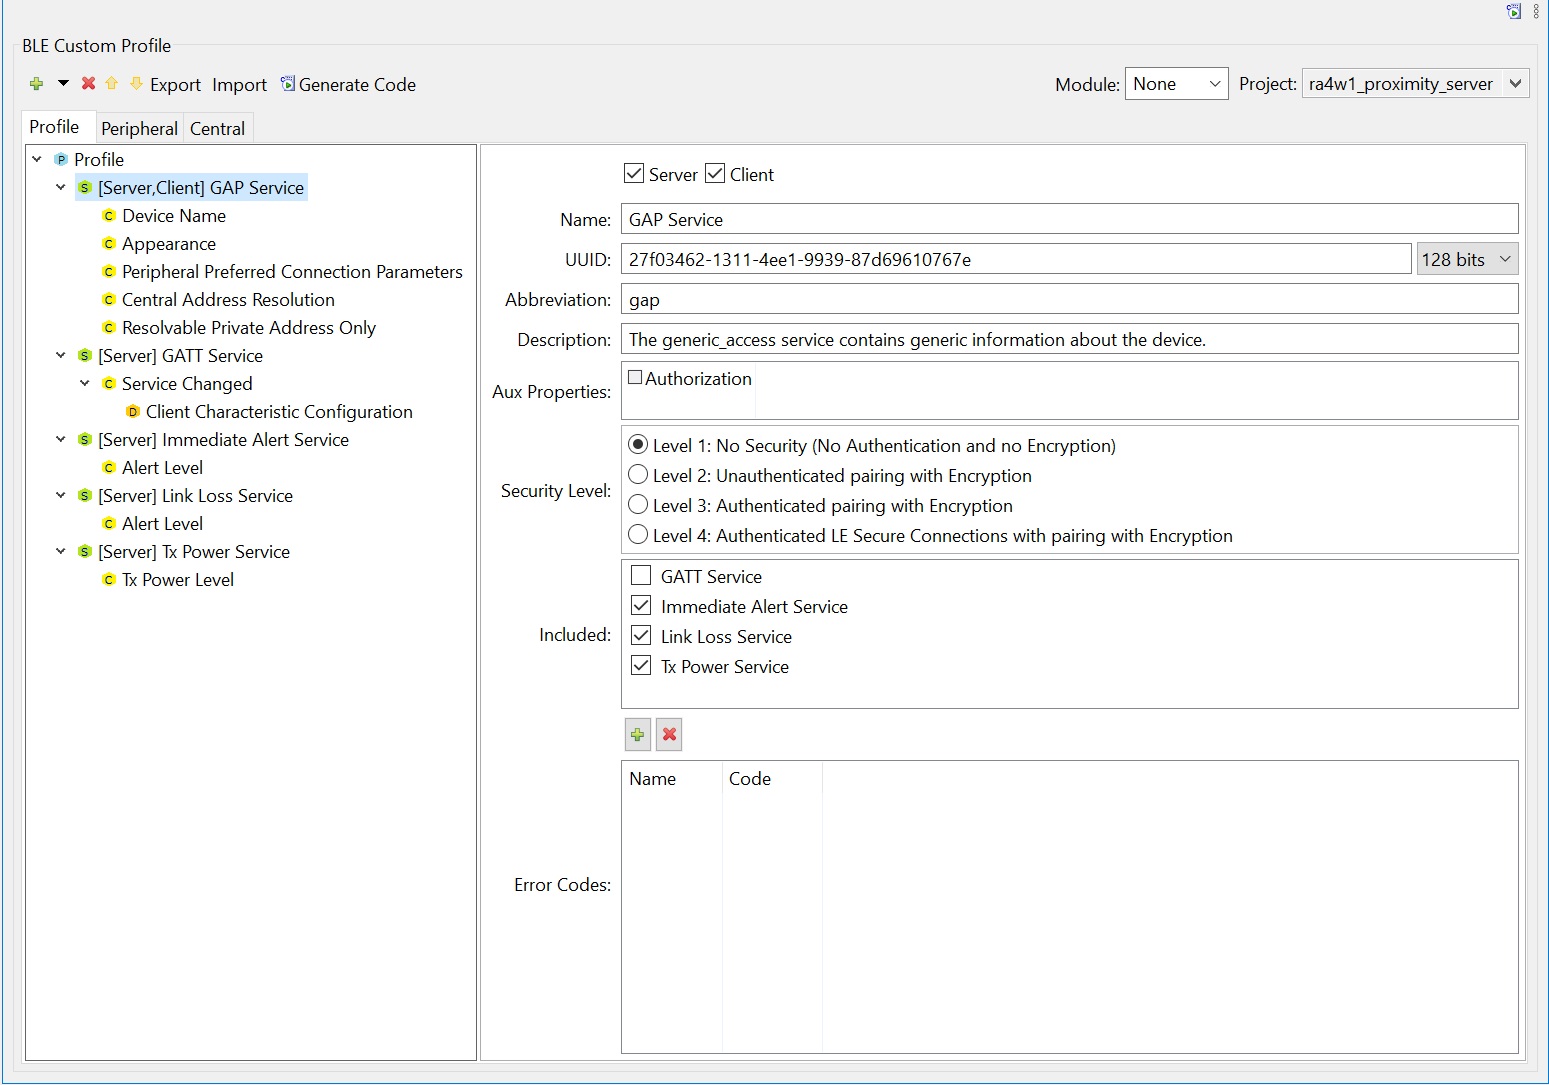 BLE Custom Profile
Export Import Generate Code Module: None Project: ra4w1_proximity_server
Profile Peripheral Central
P Profile
S [Server,Client] GAP Service
C Device Name
C Appearance
C Peripheral Preferred Connection Parameters
C Central Address Resolution
C Resolvable Private Address Only
S [Server] GATT Service
C Service Changed
D Client Characteristic Configuration
S [Server] Immediate Alert Service
C Alert Level
S [Server] Link Loss Service
C Alert Level
S [Server] Tx Power Service
C Tx Power Level
Server Client
Name: GAP Service
UUID: 27f03462-1311-4ee1-9939-87d69610767e 128 bits
Abbreviation: gap
Description: The generic_access service contains generic information about the device.
Aux Properties: Authorization
Security Level:
Level 1: No Security (No Authentication and no Encryption)
Level 2: Unauthenticated pairing with Encryption
Level 3: Authenticated pairing with Encryption
Level 4: Authenticated LE Secure Connections with pairing with Encryption
Included:
GATT Service
Immediate Alert Service
Link Loss Service
Tx Power Service
Error Codes:
Name Code